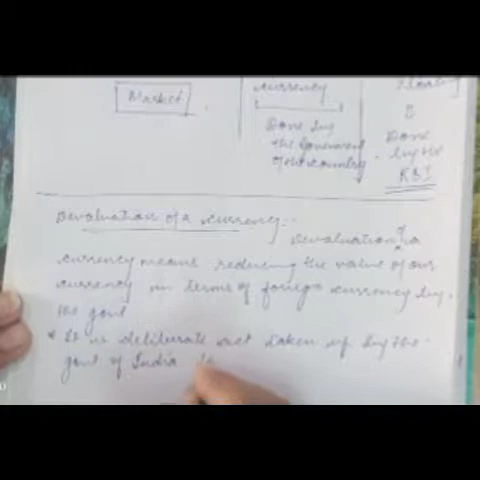 Market
currency
Done by
the Government
of our country.
Floating
Done
by the
RBI
Devaluation of a currency:-
Devaluation of a
currency means reducing the value of our
currency in terms of foreign currency by
the govt
* It is deliberate act taken up by the
govt of India